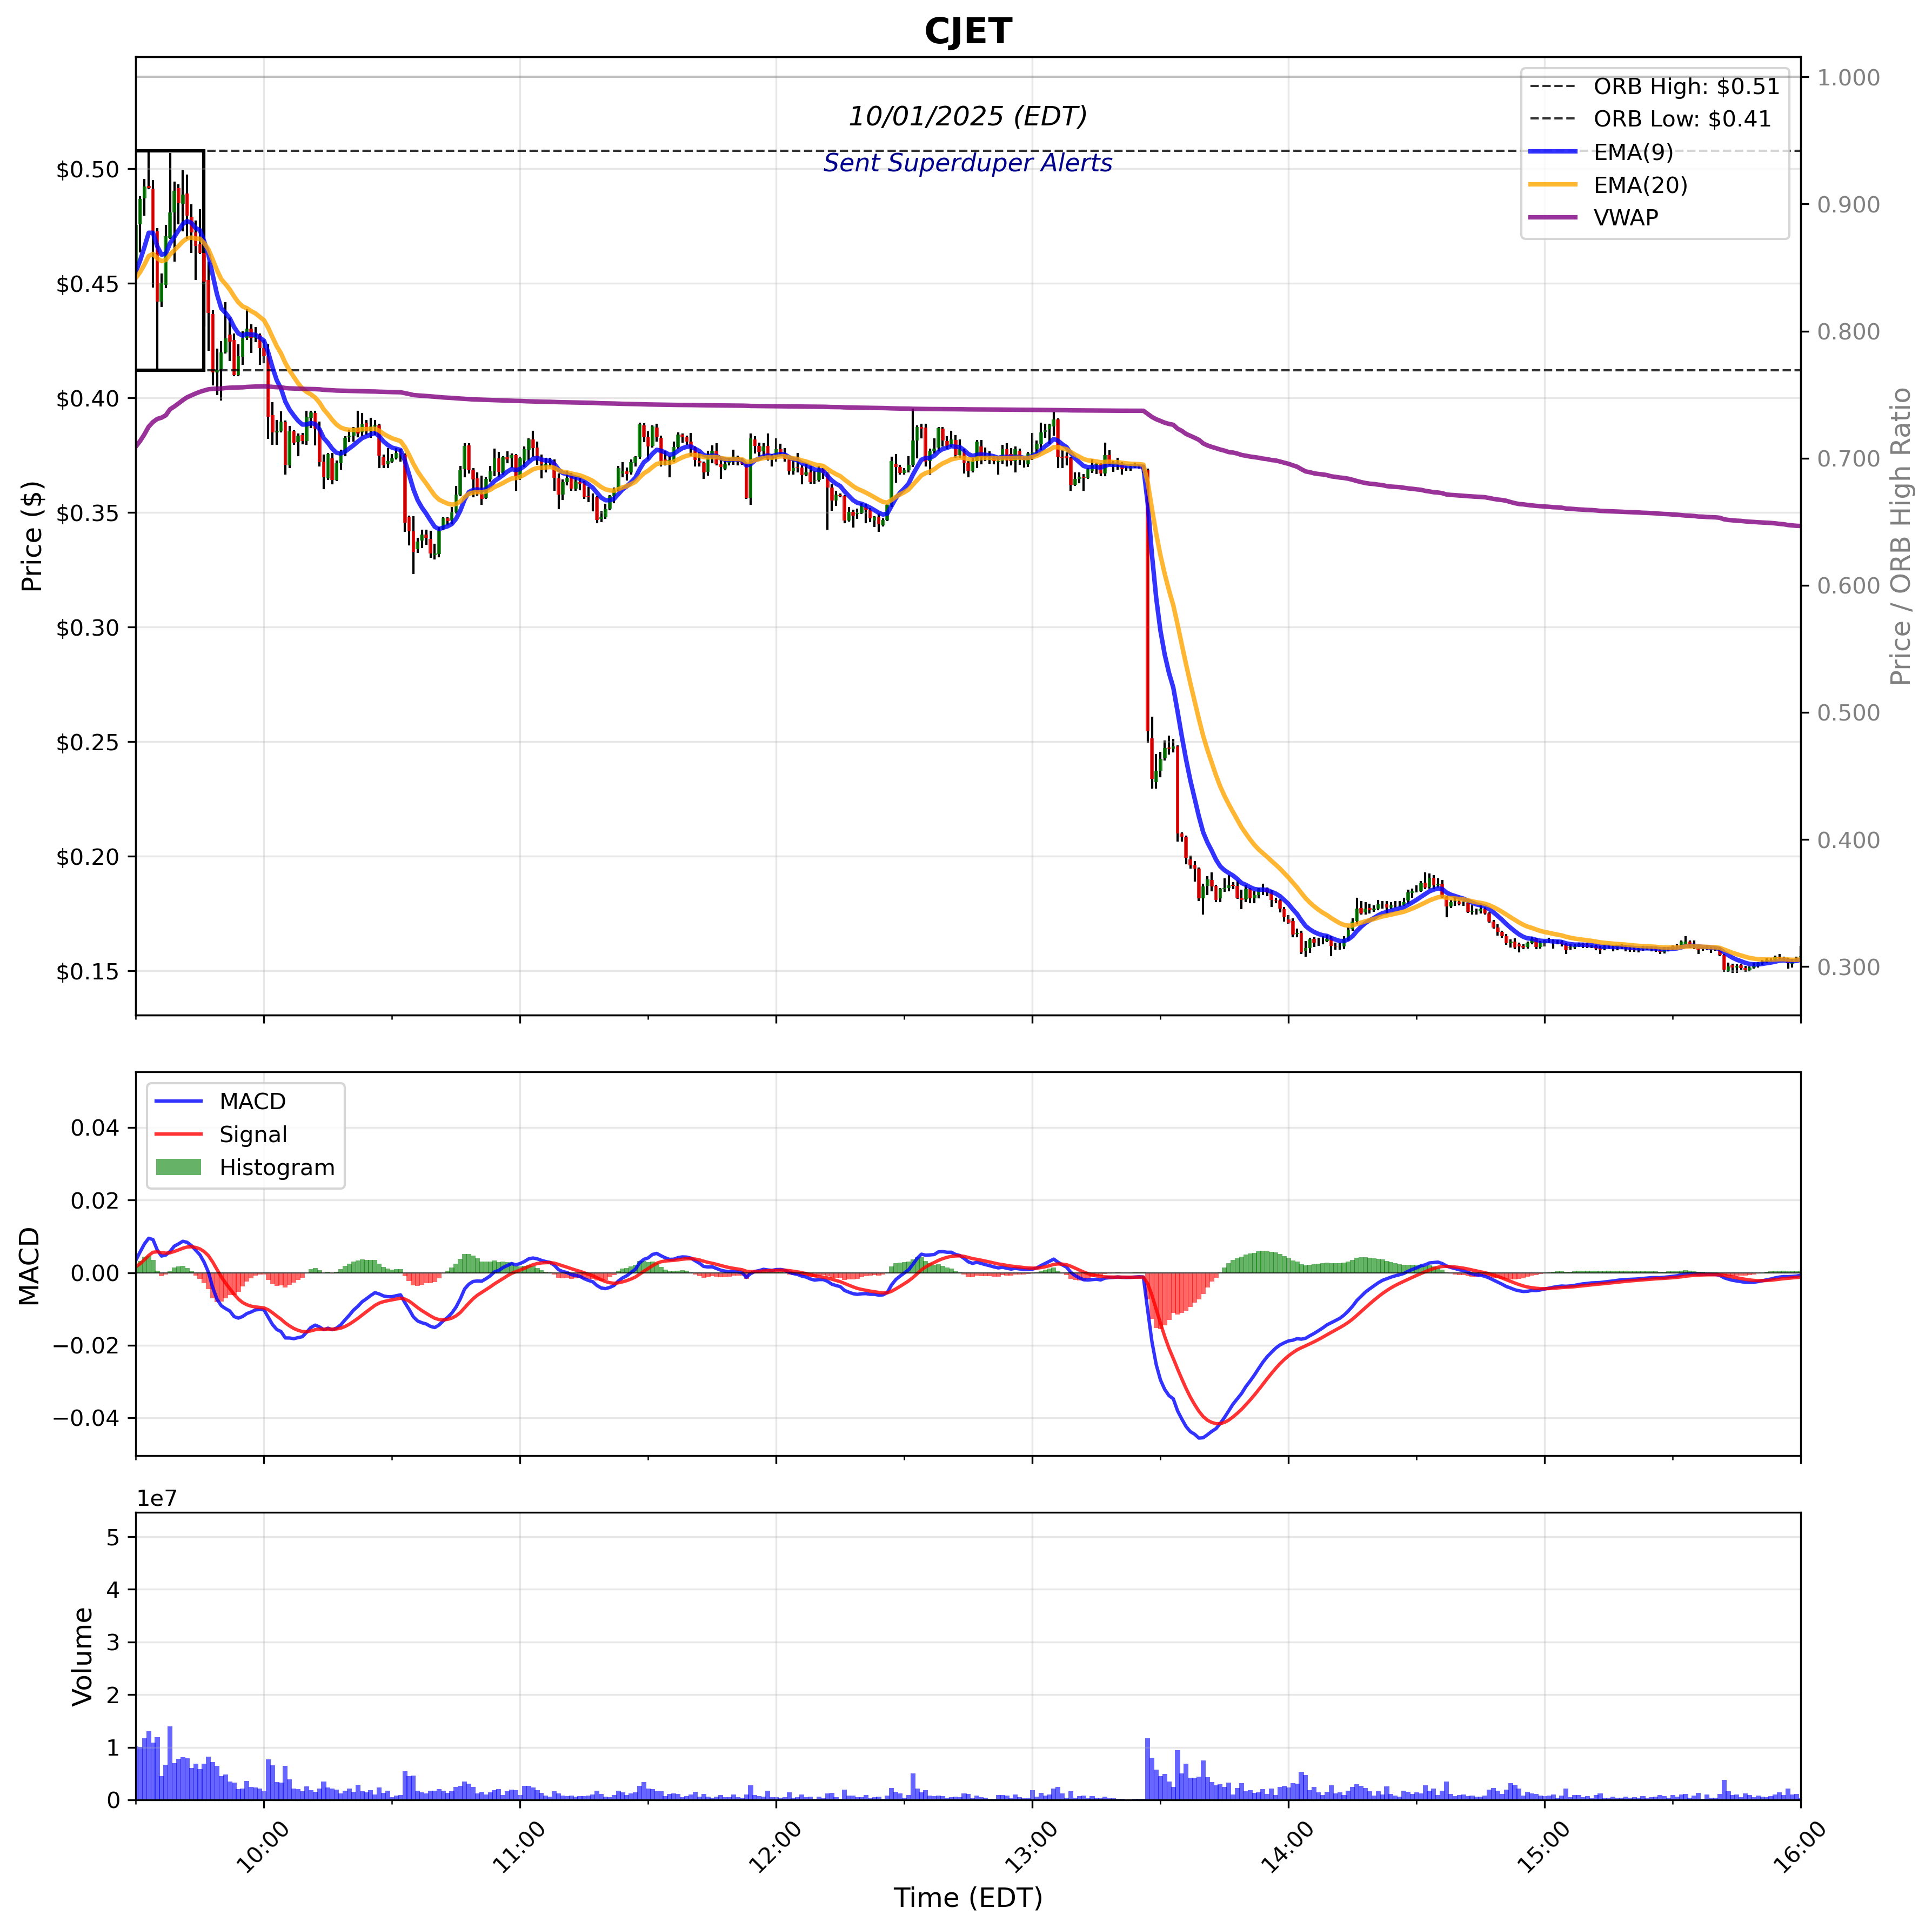 CJET
10/01/2025 (EDT)
Sent Superduper Alerts
ORB High: $0.51
ORB Low: $0.41
EMA(9)
EMA(20)
VWAP
Price ($)
$0.50
$0.45
$0.40
$0.35
$0.30
$0.25
$0.20
$0.15
Price / ORB High Ratio
1.000
0.900
0.800
0.700
0.600
0.500
0.400
0.300
MACD
Signal
Histogram
MACD
0.04
0.02
0.00
−0.02
−0.04
1e7
Volume
5
4
3
2
1
0
10:00
11:00
12:00
13:00
14:00
15:00
16:00
Time (EDT)